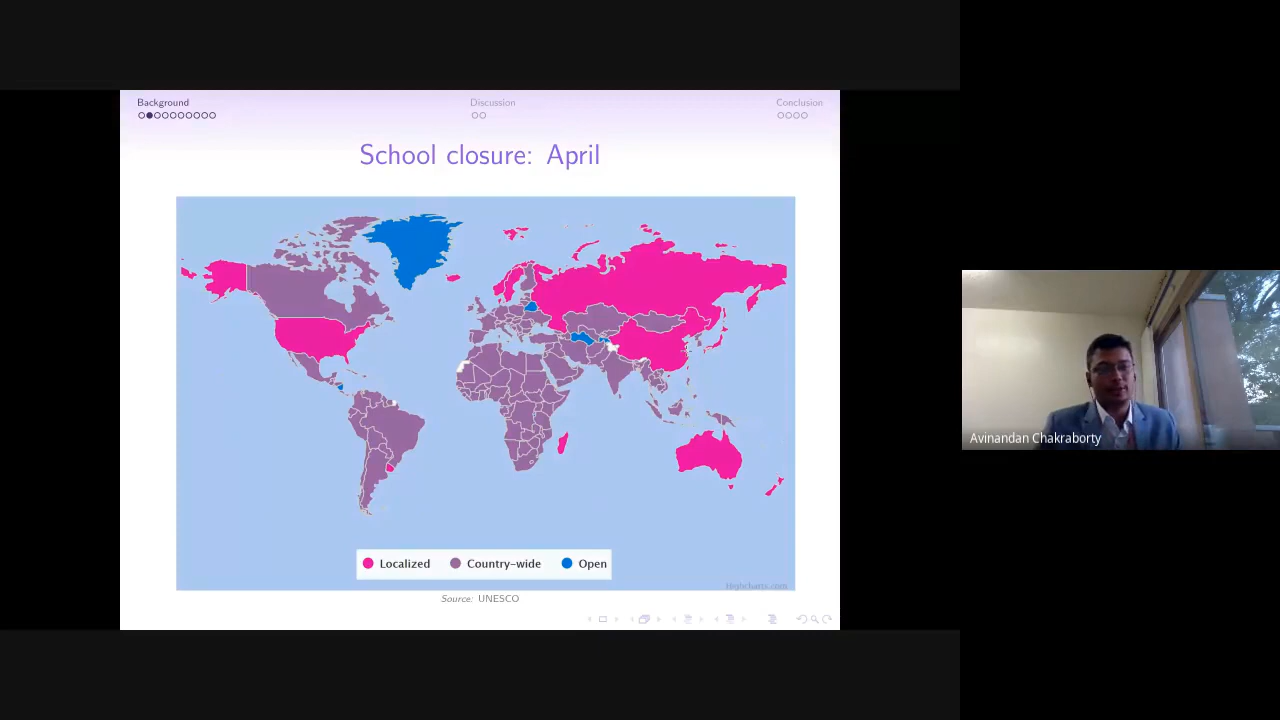 Background
Discussion
Conclusion
School closure: April
Localized
Country-wide
Open
Highcharts.com
Source: UNESCO
Avinandan Chakraborty